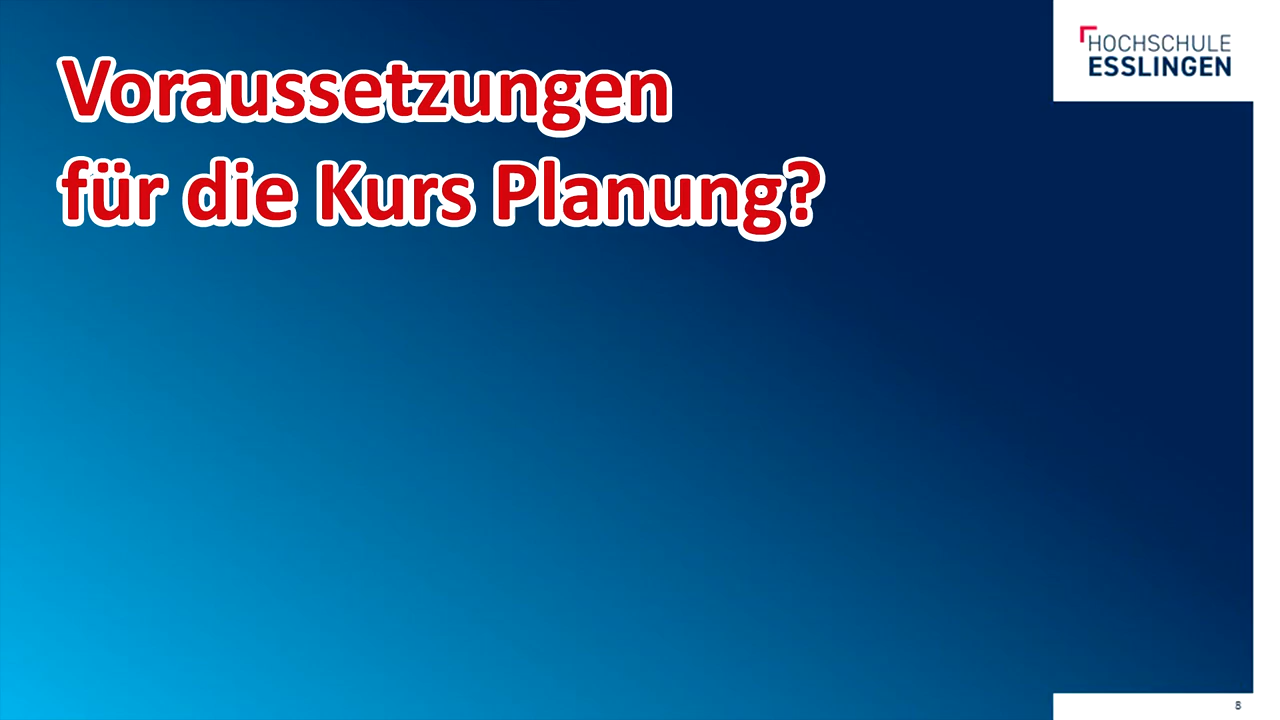 HOCHSCHULE
ESSLINGEN
Voraussetzungen
für die Kurs Planung?
8